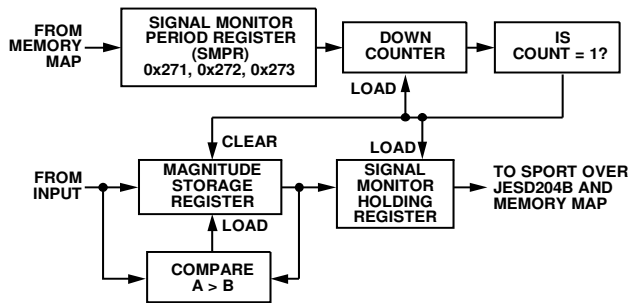 FROM
MEMORY
MAP
SIGNAL MONITOR
PERIOD REGISTER
(SMPR)
0x271, 0x272, 0x273
DOWN
COUNTER
IS
COUNT = 1?
LOAD
CLEAR
LOAD
FROM
INPUT
MAGNITUDE
STORAGE
REGISTER
SIGNAL
MONITOR
HOLDING
REGISTER
TO SPORT OVER
JESD204B AND
MEMORY MAP
LOAD
COMPARE
A > B